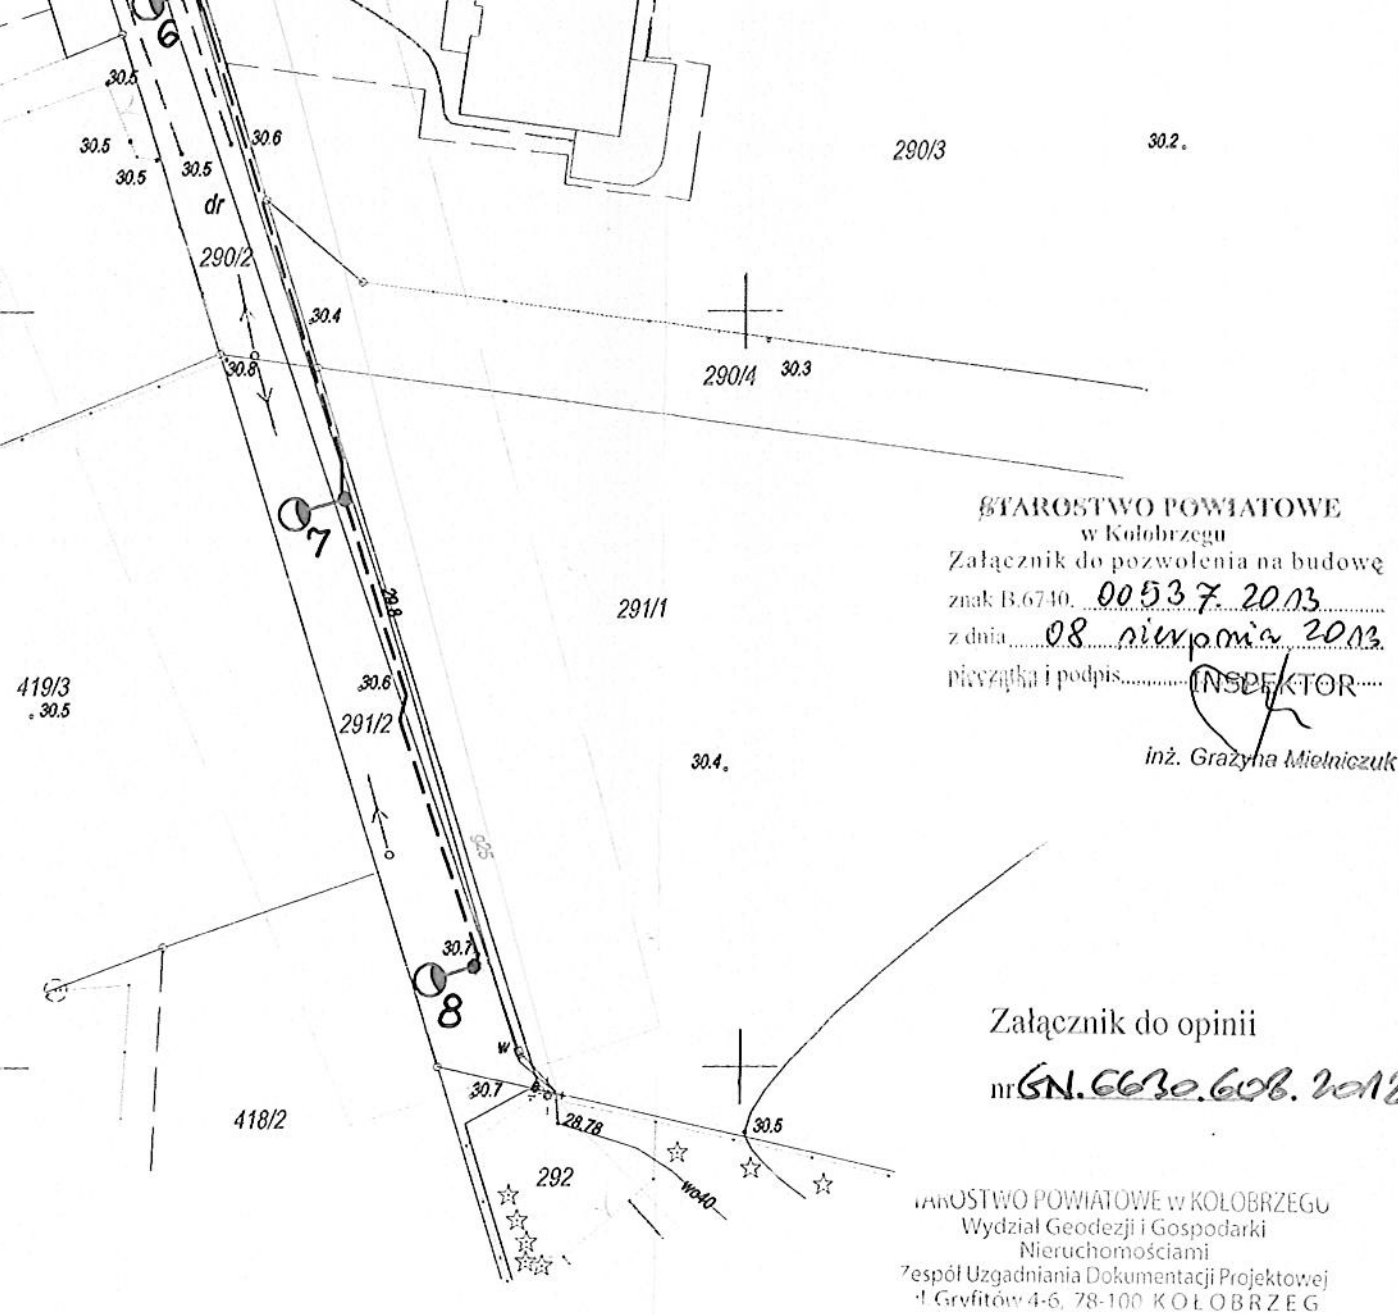 6
30.5
30.6
30.5
30.5
30.5
290/3
30.2
dr
290/2
30.4
30.8
290/4
30.3
7
STAROSTWO POWIATOWE
w Kołobrzegu
Załącznik do pozwolenia na budowę
znak B.6740. 00537. 2013
z dnia 08 sierpnia 2013
pieczątka i podpis
INSPEKTOR
inż. Grażyna Mielniczuk
29.8
291/1
30.6
419/3
30.5
291/2
30.4
g25
30.7
8
Załącznik do opinii
nr GN.6630.608.2012
w
30.7
418/2
28.78
30.5
292
wo40
TAROSTWO POWIATOWE w KOŁOBRZEGU
Wydział Geodezji i Gospodarki
Nieruchomościami
Zespół Uzgadniania Dokumentacji Projektowej
ul. Gryfitów 4-6, 78-100 KOŁOBRZEG